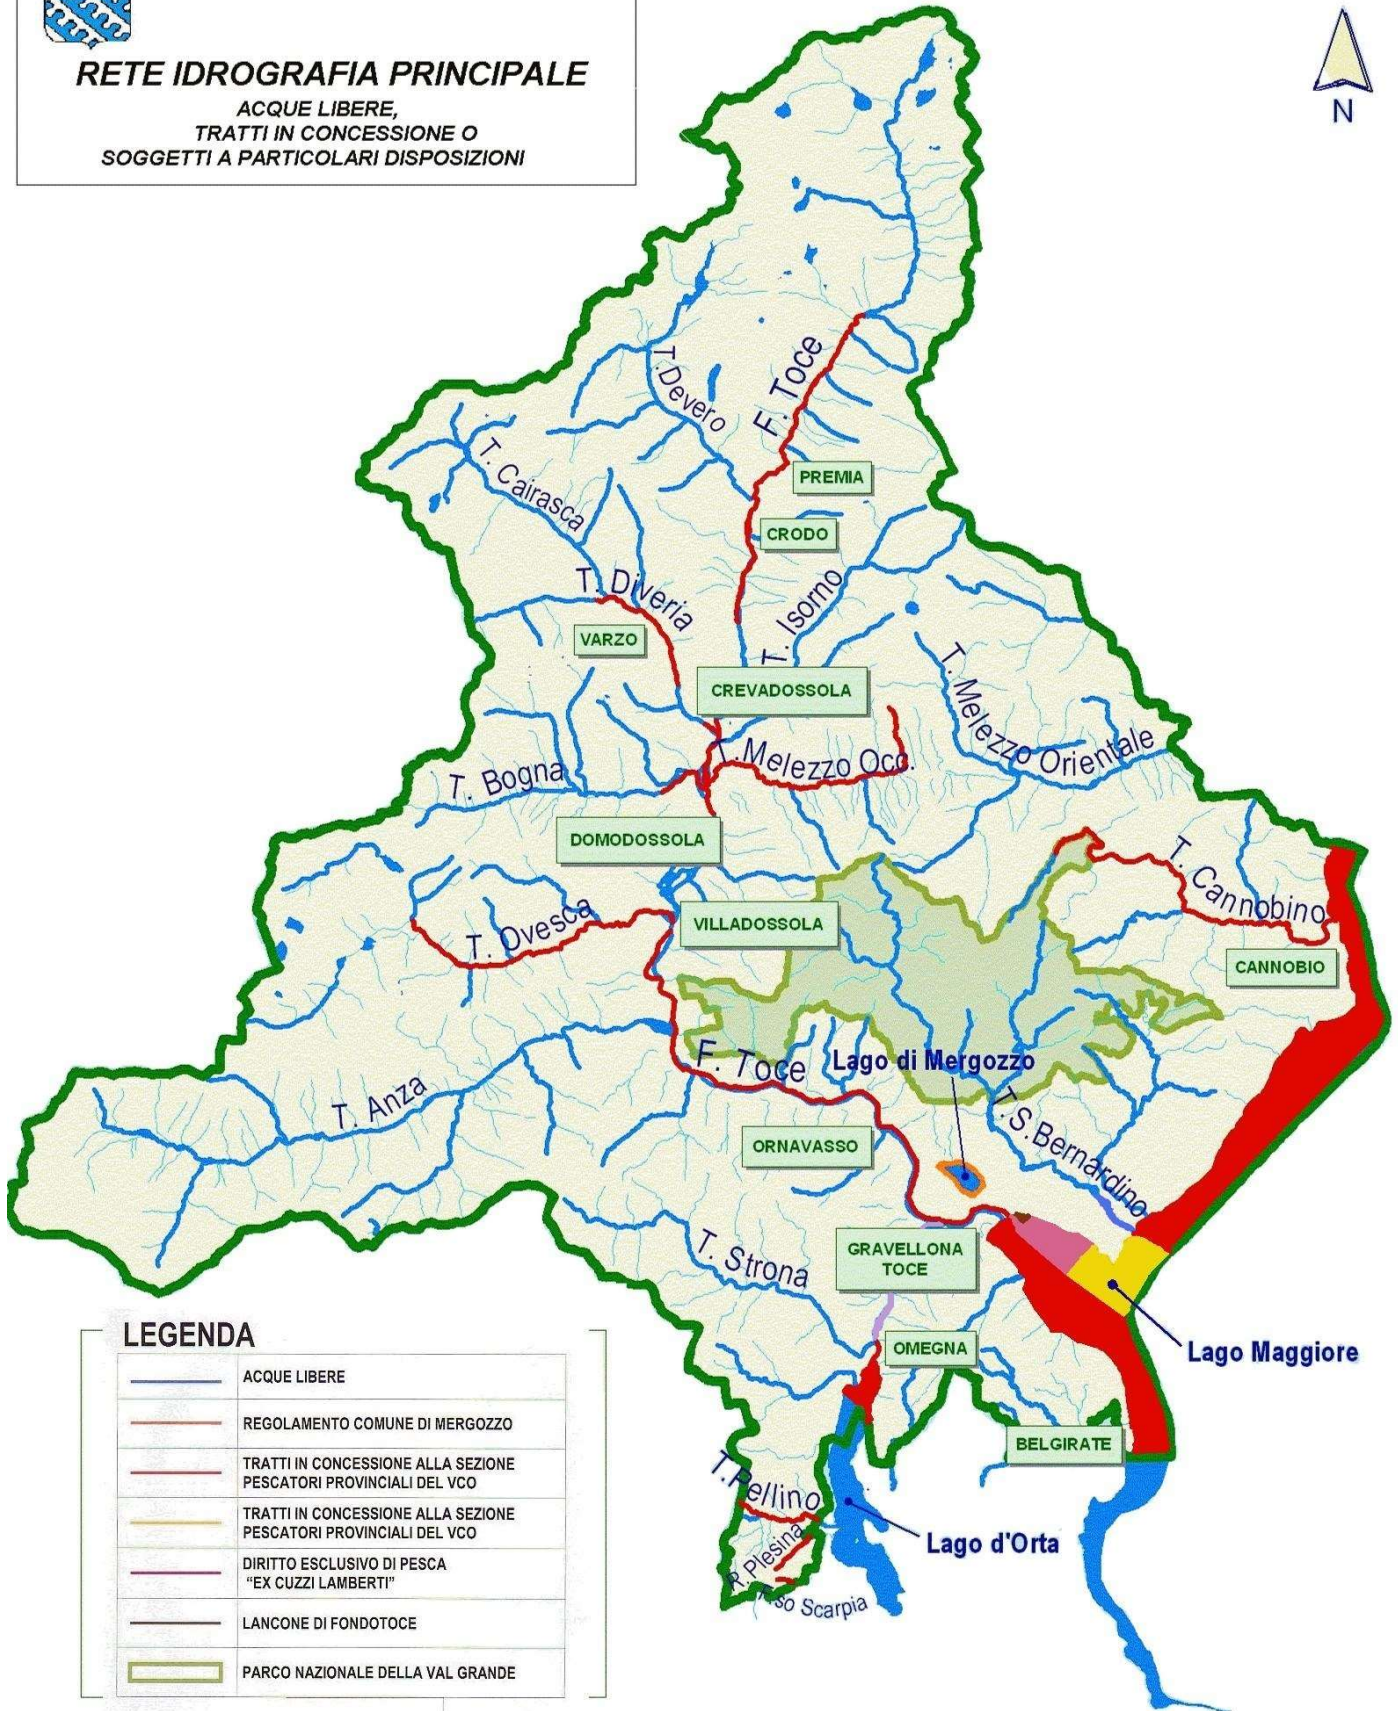 RETE IDROGRAFIA PRINCIPALE
ACQUE LIBERE,
TRATTI IN CONCESSIONE O
SOGGETTI A PARTICOLARI DISPOSIZIONI
N
F. Toce
T. Devero
T. Cairasca
PREMIA
CRODO
T. Diveria
T. Isorno
VARZO
CREVADOSSOLA
T. Melezzo Orientale
T. Melezzo Occ.
T. Bogna
DOMODOSSOLA
T. Cannobino
T. Ovesca
VILLADOSSOLA
CANNOBIO
F. Toce
Lago di Mergozzo
T. Anza
T. S. Bernardino
ORNAVASSO
T. Strona
GRAVELLONA
TOCE
OMEGNA
Lago Maggiore
BELGIRATE
T. Pellino
Lago d'Orta
R. Plesina
so Scarpia
LEGENDA
ACQUE LIBERE
REGOLAMENTO COMUNE DI MERGOZZO
TRATTI IN CONCESSIONE ALLA SEZIONE
PESCATORI PROVINCIALI DEL VCO
TRATTI IN CONCESSIONE ALLA SEZIONE
PESCATORI PROVINCIALI DEL VCO
DIRITTO ESCLUSIVO DI PESCA
“EX CUZZI LAMBERTI”
LANCONE DI FONDOTOCE
PARCO NAZIONALE DELLA VAL GRANDE